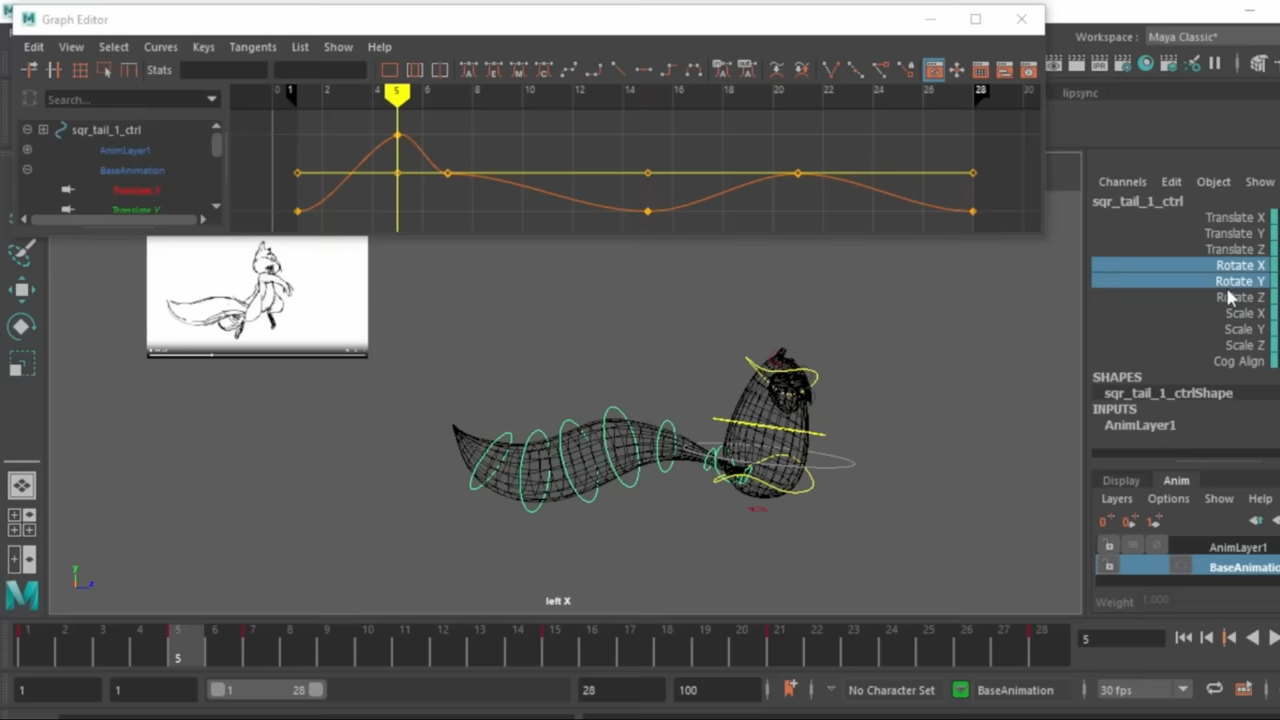 Graph Editor
Workspace : Maya Classic*
Edit View Select Curves Keys Tangents List Show Help
Stats
Search...
0 1 2 4 5 6 8 10 12 14 16 18 20 22 24 26 28 30
lipsync
sqr_tail_1_ctrl
AnimLayer1
BaseAnimation
Translate Y
Channels Edit Object Show
sqr_tail_1_ctrl
Translate X
Translate Y
Translate Z
Rotate X
Rotate Y
Rotate Z
Scale X
Scale Y
Scale Z
Cog Align
SHAPES
sqr_tail_1_ctrlShape
INPUTS
AnimLayer1
Display Anim
Layers Options Show Help
AnimLayer1
BaseAnimatio
Weight 1.000
y
z
left X
1 2 3 4 5 6 7 8 9 10 11 12 13 14 15 16 17 18 19 20 21 22 23 24 25 26 27 28
5
5
1 1 1 28 28 100 No Character Set BaseAnimation 30 fps